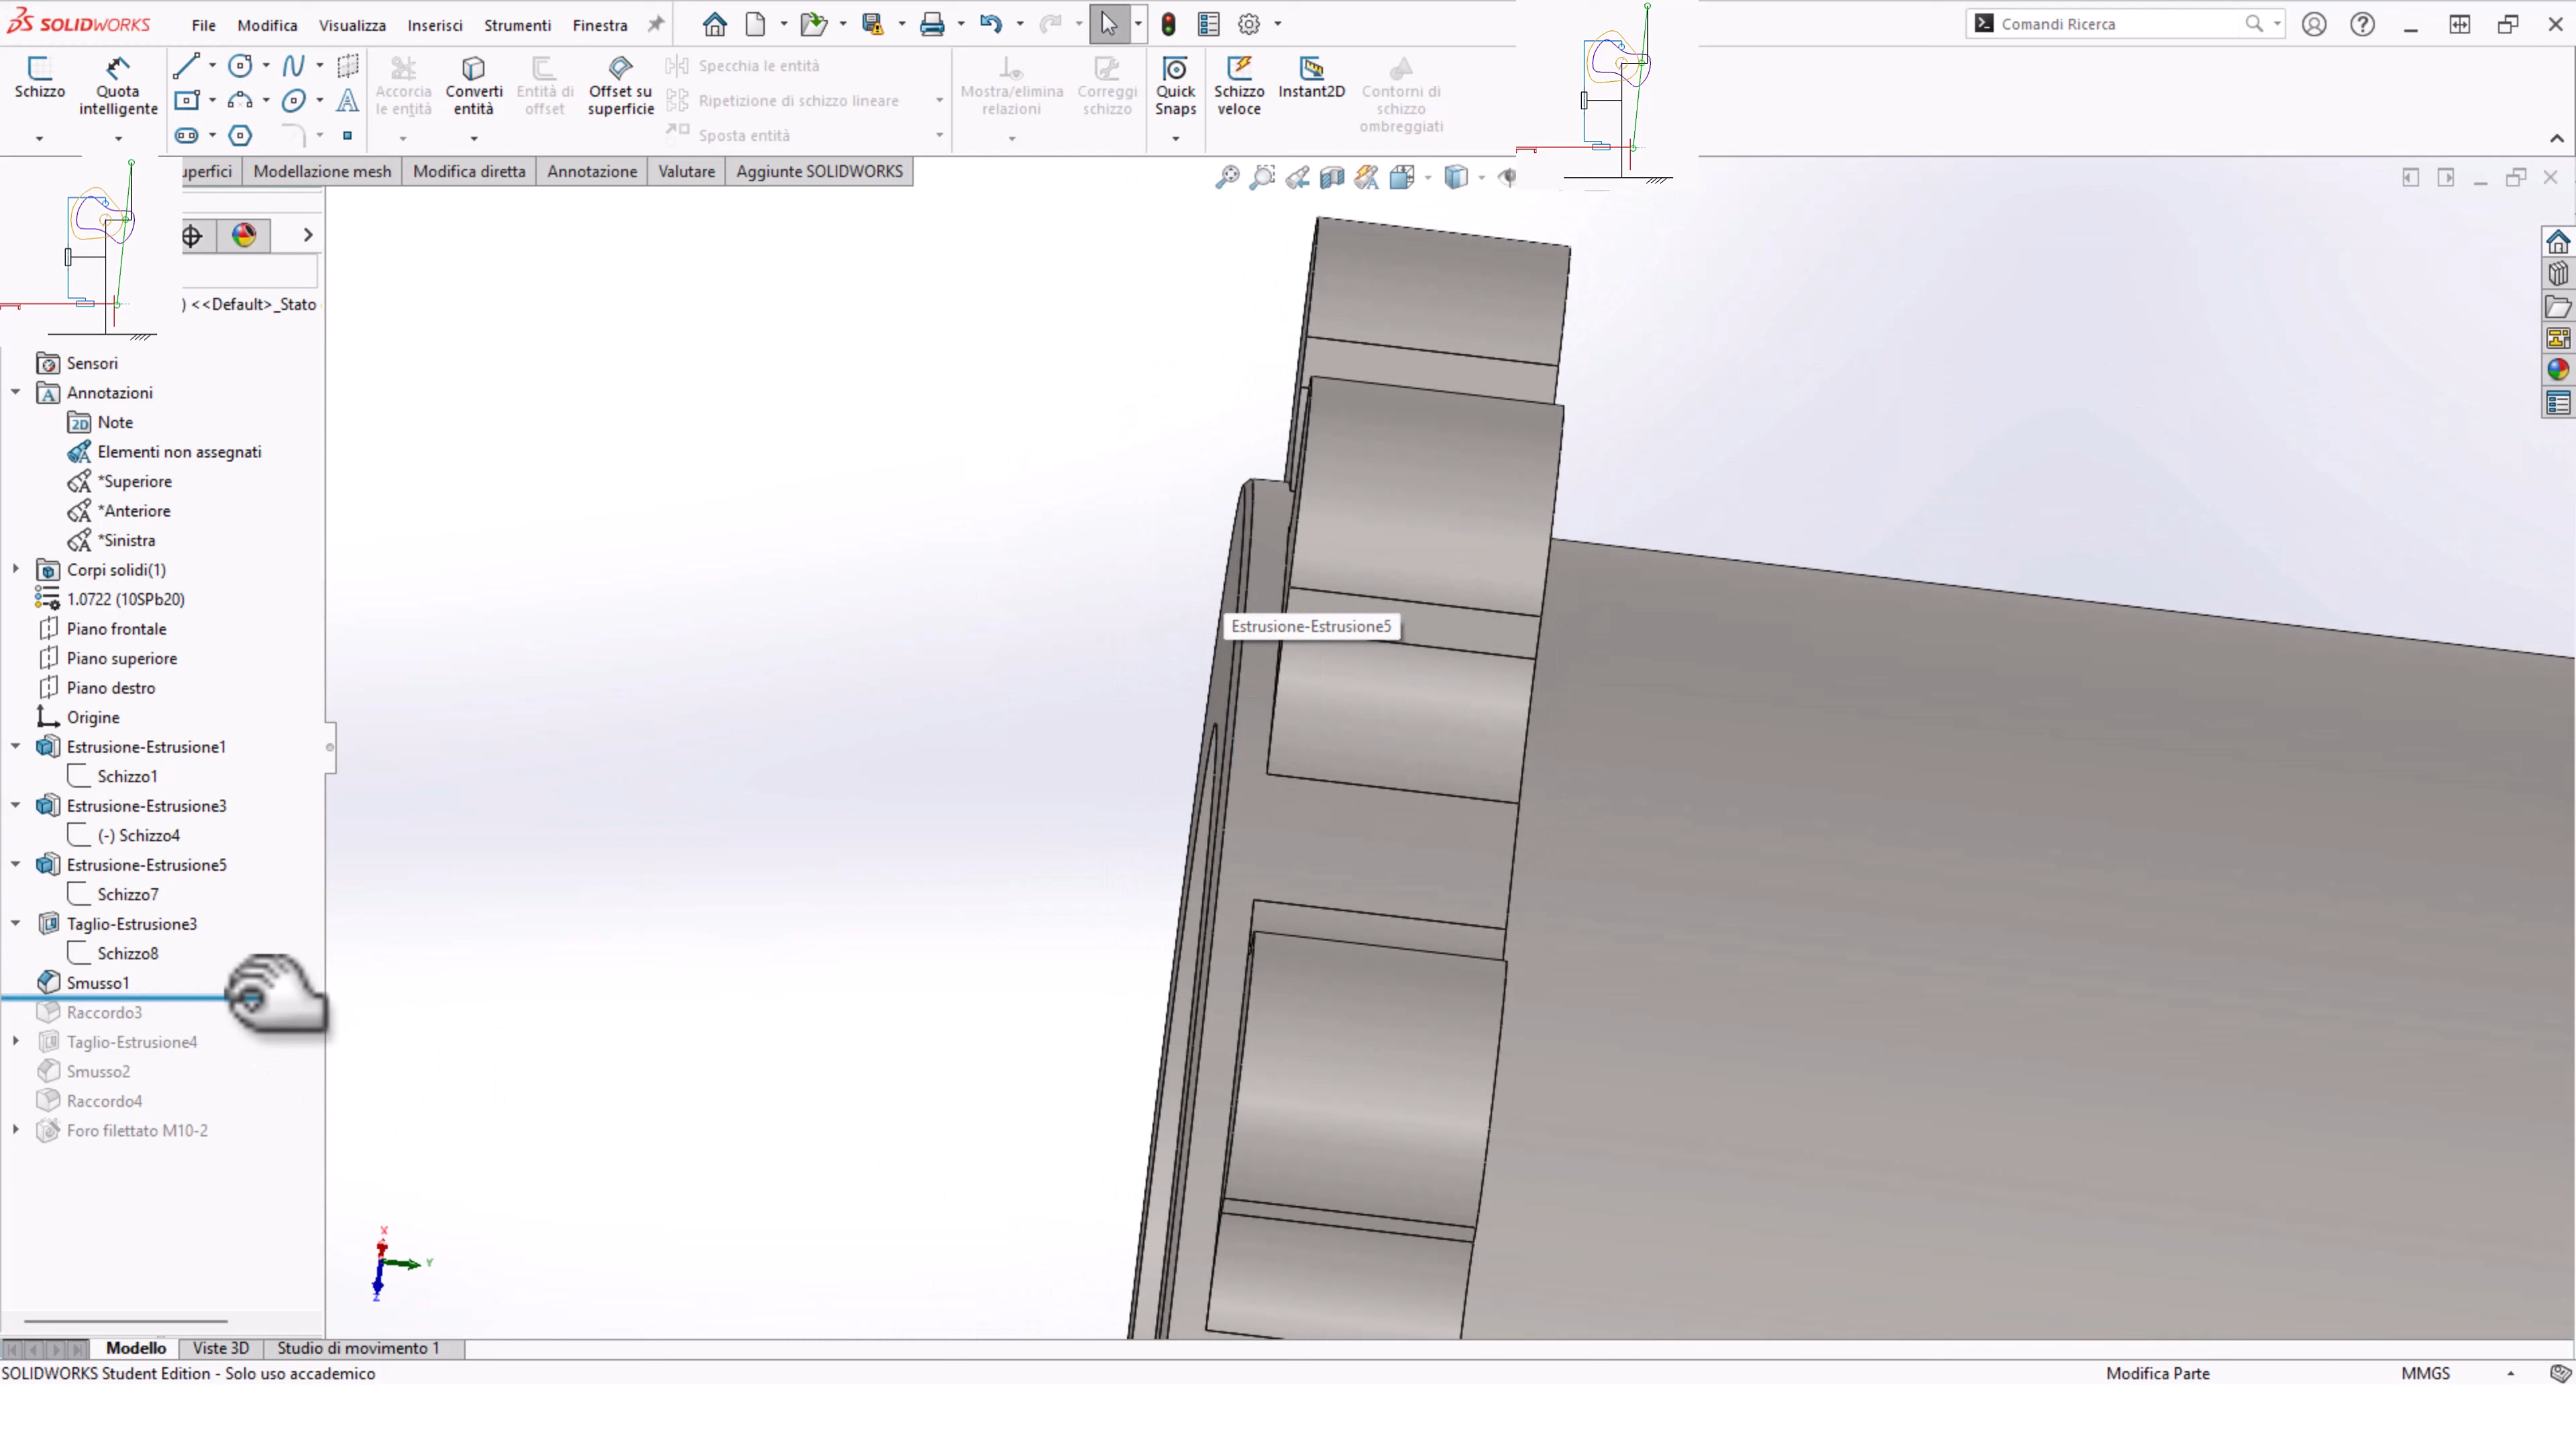 SOLIDWORKS File Modifica Visualizza Inserisci Strumenti Finestra Comandi Ricerca
Schizzo Quota intelligente Accorcia le entità Converti entità Entità di offset Offset su superficie Specchia le entità Mostra/elimina relazioni Correggi schizzo Quick Snaps Schizzo veloce Instant2D Contorni di schizzo ombreggiati
Ripetizione di schizzo lineare
Sposta entità
uperfici Modellazione mesh Modifica diretta Annotazione Valutare Aggiunte SOLIDWORKS
) <<Default>_Stato
Sensori
Annotazioni
Note
Elementi non assegnati
*Superiore
*Anteriore
*Sinistra
Corpi solidi(1)
1.0722 (10SPb20)
Piano frontale
Piano superiore
Piano destro
Origine
Estrusione-Estrusione1
Schizzo1
Estrusione-Estrusione3
(-) Schizzo4
Estrusione-Estrusione5
Schizzo7
Taglio-Estrusione3
Schizzo8
Smusso1
Raccordo3
Taglio-Estrusione4
Smusso2
Raccordo4
Foro filettato M10-2
Estrusione-Estrusione5
X
Y
Z
Modello Viste 3D Studio di movimento 1
SOLIDWORKS Student Edition - Solo uso accademico Modifica Parte MMGS